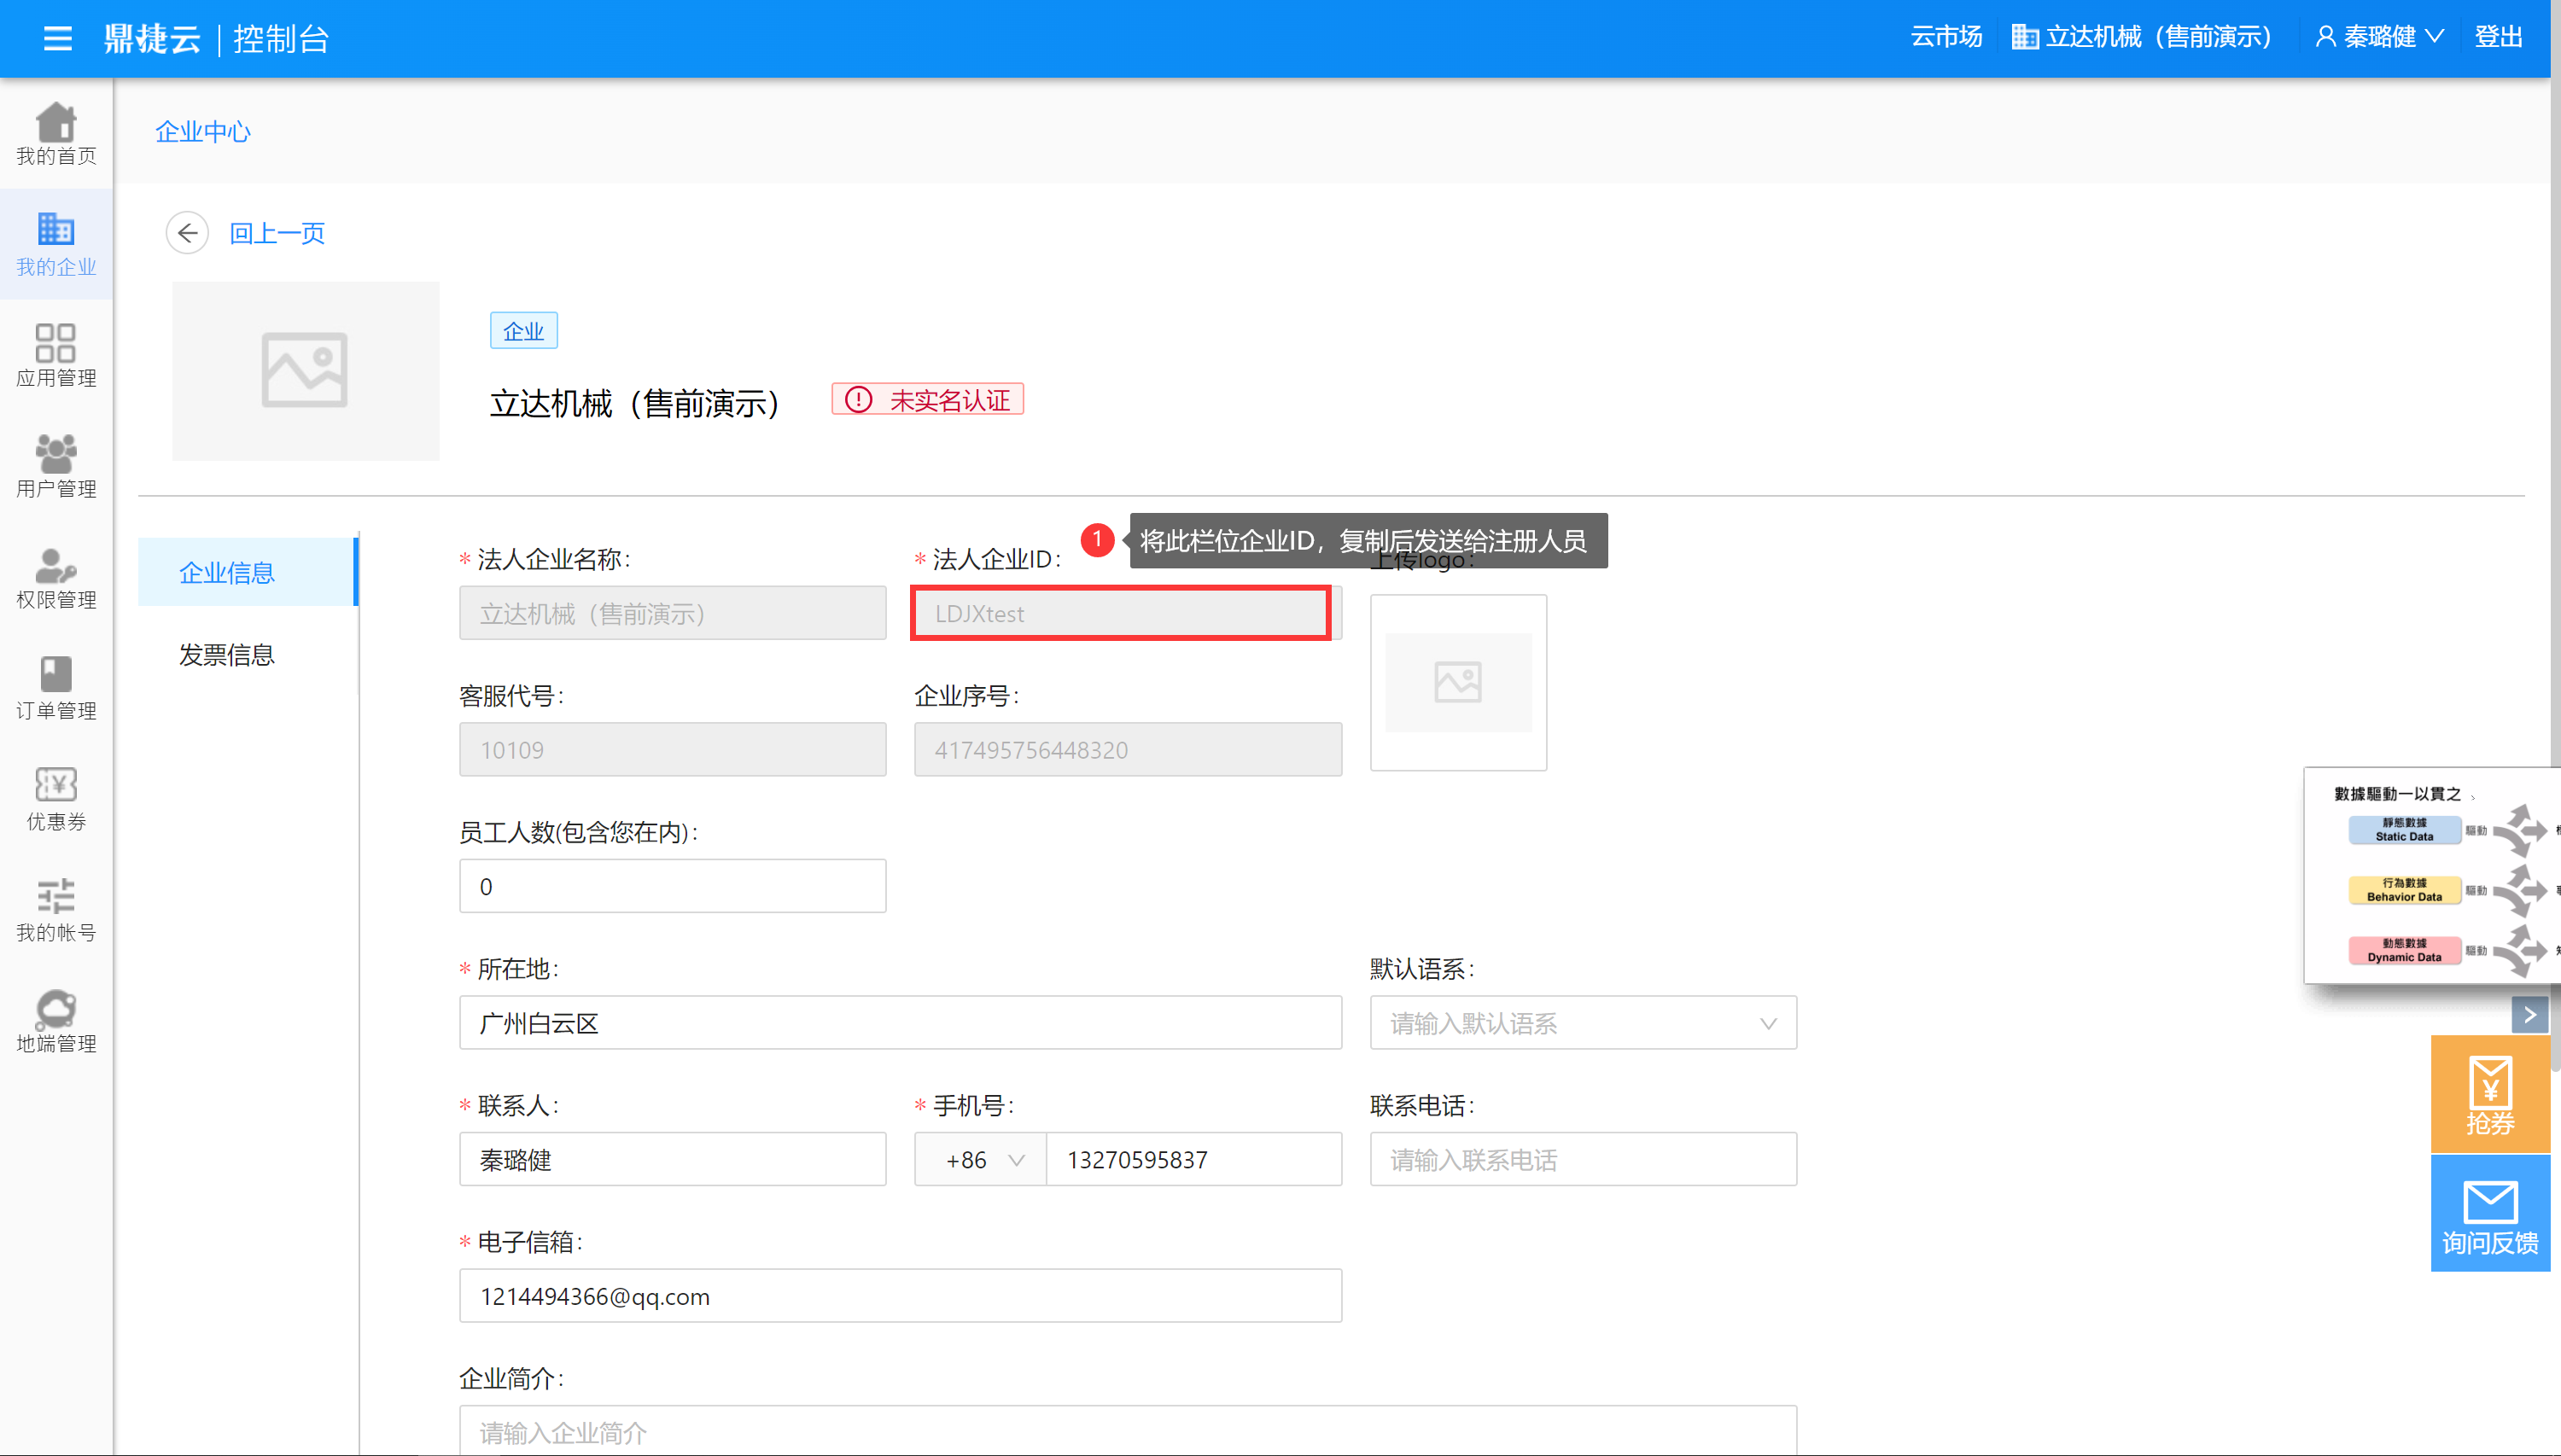 鼎捷云 | 控制台
云市场
立达机械（售前演示）
秦璐健
登出
我的首页
我的企业
应用管理
用户管理
权限管理
订单管理
优惠券
我的帐号
地端管理
企业中心
回上一页
企业
立达机械（售前演示）
未实名认证
企业信息
发票信息
* 法人企业名称：
立达机械（售前演示）
* 法人企业ID：
LDJXtest
1
将此栏位企业ID，复制后发送给注册人员
上传logo：
客服代号：
10109
企业序号：
417495756448320
员工人数(包含您在内)：
0
* 所在地：
广州白云区
默认语系：
请输入默认语系
* 联系人：
秦璐健
* 手机号：
+86
13270595837
联系电话：
请输入联系电话
* 电子信箱：
1214494366@qq.com
企业简介：
请输入企业简介
數據驅動一以貫之
靜態數據
Static Data
驅動
行為數據
Behavior Data
驅動
動態數據
Dynamic Data
驅動
抢券
询问反馈